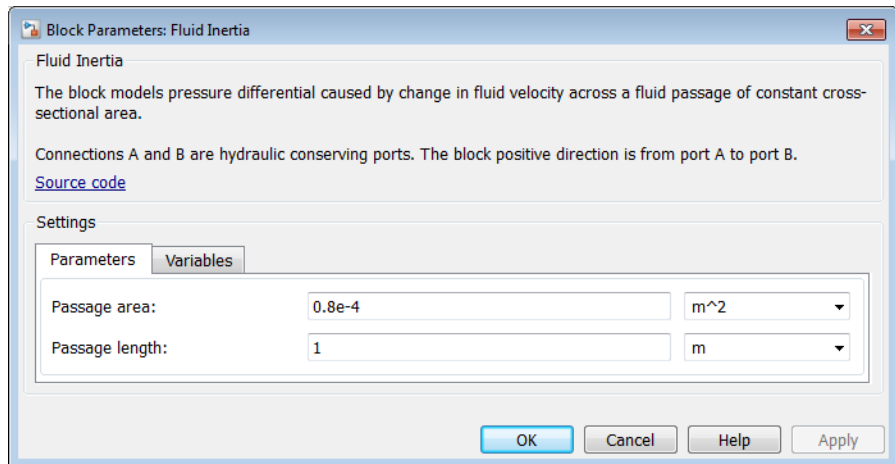 Block Parameters: Fluid Inertia
Fluid Inertia
The block models pressure differential caused by change in fluid velocity across a fluid passage of constant cross-
sectional area.
Connections A and B are hydraulic conserving ports. The block positive direction is from port A to port B.
Source code
Settings
Parameters Variables
Passage area: 0.8e-4 m^2
Passage length: 1 m
OK Cancel Help Apply